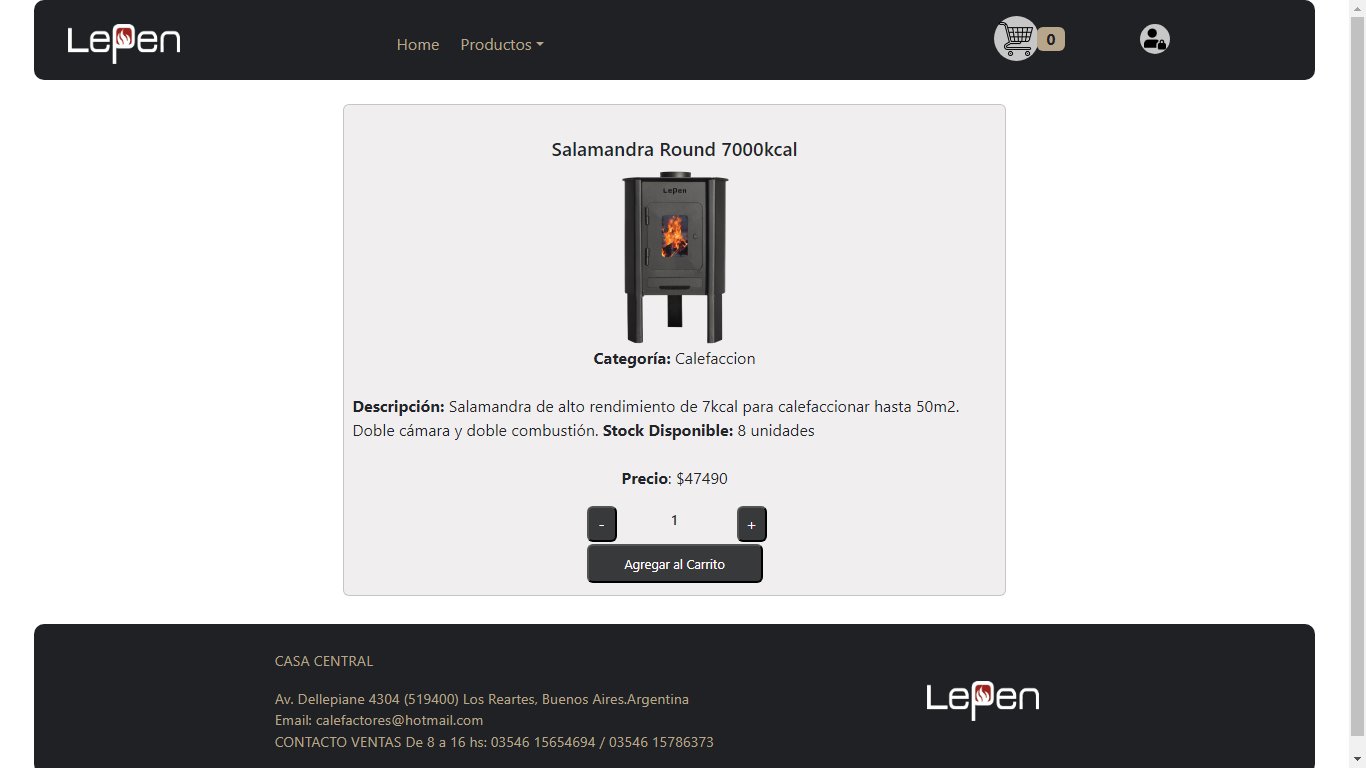 LePen
Home
Productos
0
Salamandra Round 7000kcal
LePen
Categoría: Calefaccion
Descripción: Salamandra de alto rendimiento de 7kcal para calefaccionar hasta 50m2.
Doble cámara y doble combustión. Stock Disponible: 8 unidades
Precio: $47490
-
1
+
Agregar al Carrito
CASA CENTRAL
Av. Dellepiane 4304 (519400) Los Reartes, Buenos Aires.Argentina
Email: calefactores@hotmail.com
CONTACTO VENTAS De 8 a 16 hs: 03546 15654694 / 03546 15786373
LePen